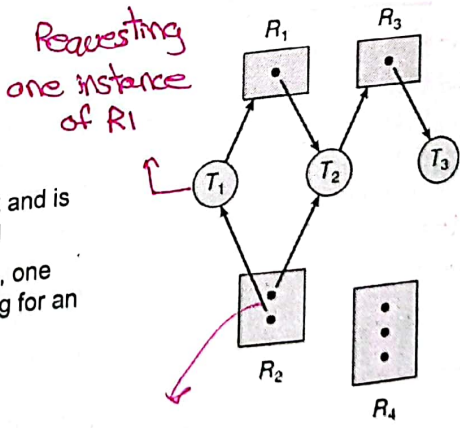 Requesting
one instance
of R1
R1
R3
T1
T2
T3
and is
, one
g for an
R2
R4